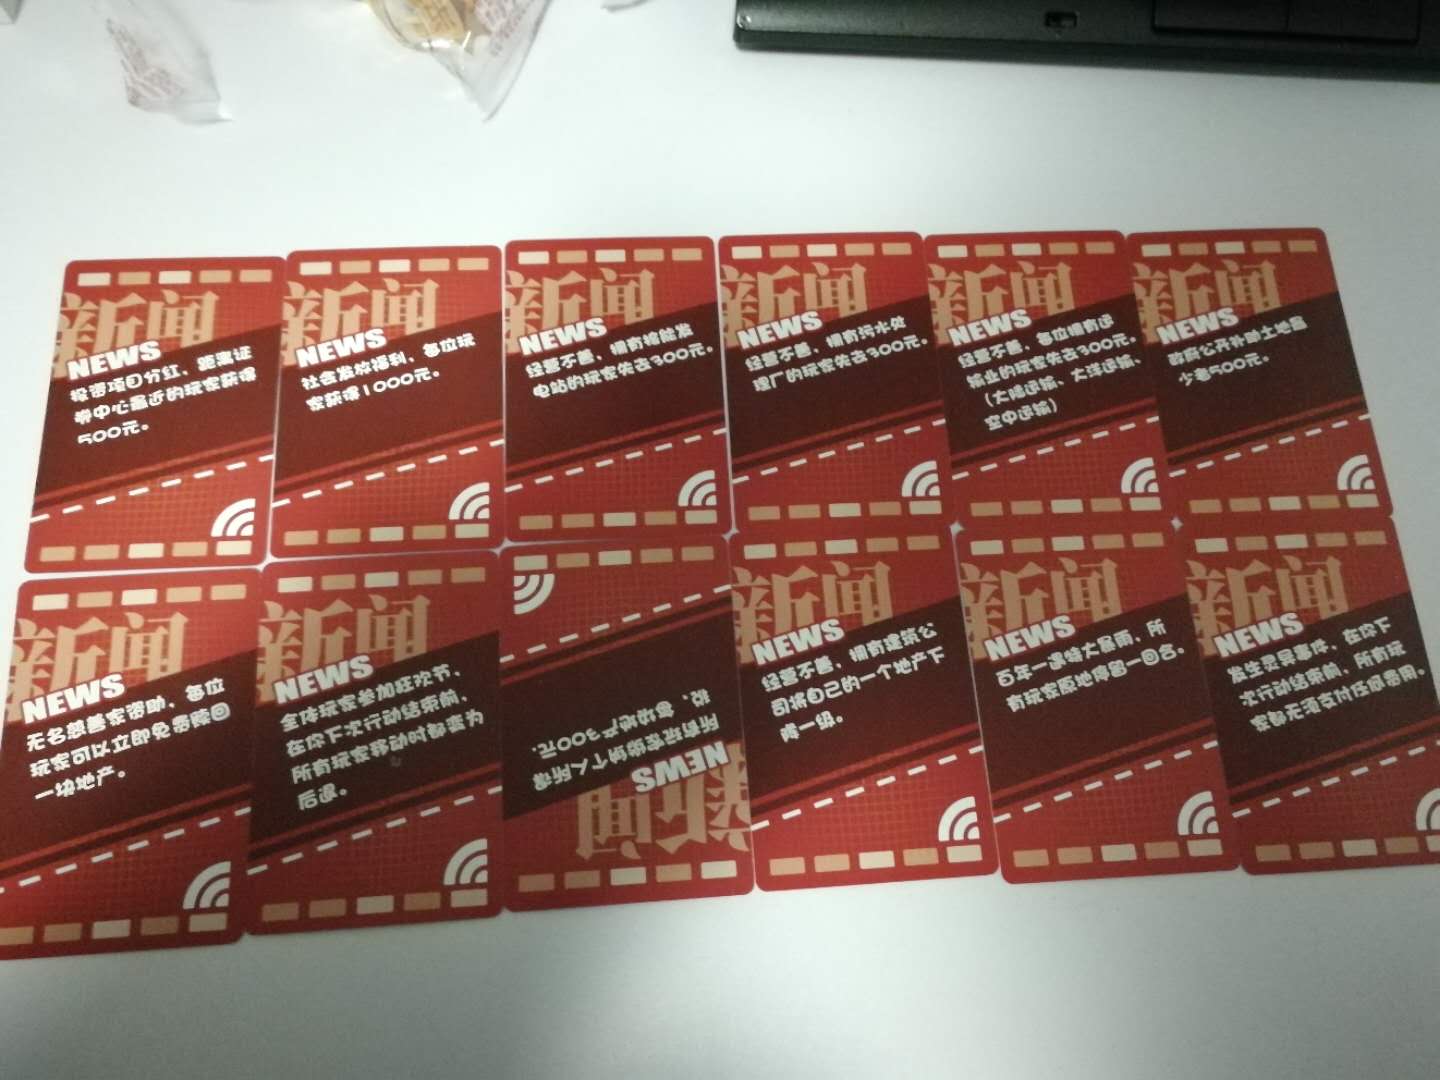 新闻
NEWS
投资项目分红，距离证
券中心最近的玩家获得
500元。
新闻
NEWS
社会发放福利，每位玩
家获得1000元。
新闻
NEWS
经营不善，拥有核能发
电站的玩家失去300元。
新闻
NEWS
经营不善，拥有污水处
理厂的玩家失去300元。
新闻
NEWS
经营不善，每位拥有运
输业的玩家失去300元。
（大陆运输、大洋运输、
空中运输）
新闻
NEWS
政府公开补助土地最
少者500元。
新闻
NEWS
无名慈善家资助，每位
玩家可以立即免费赎回
一块地产。
新闻
NEWS
全体玩家参加狂欢节，
在你下次行动结束前，
所有玩家移动时都变为
后退。
新闻
NEWS
所有玩家缴纳个人所得
税，每块地产300元。
新闻
NEWS
经营不善，拥有建筑公
司将自己的一个地产下
降一级。
新闻
NEWS
百年一遇特大暴雨，所
有玩家原地停留一回合。
新闻
NEWS
发生灵异事件，在你下
次行动结束前，所有玩
家都无须支付任何费用。